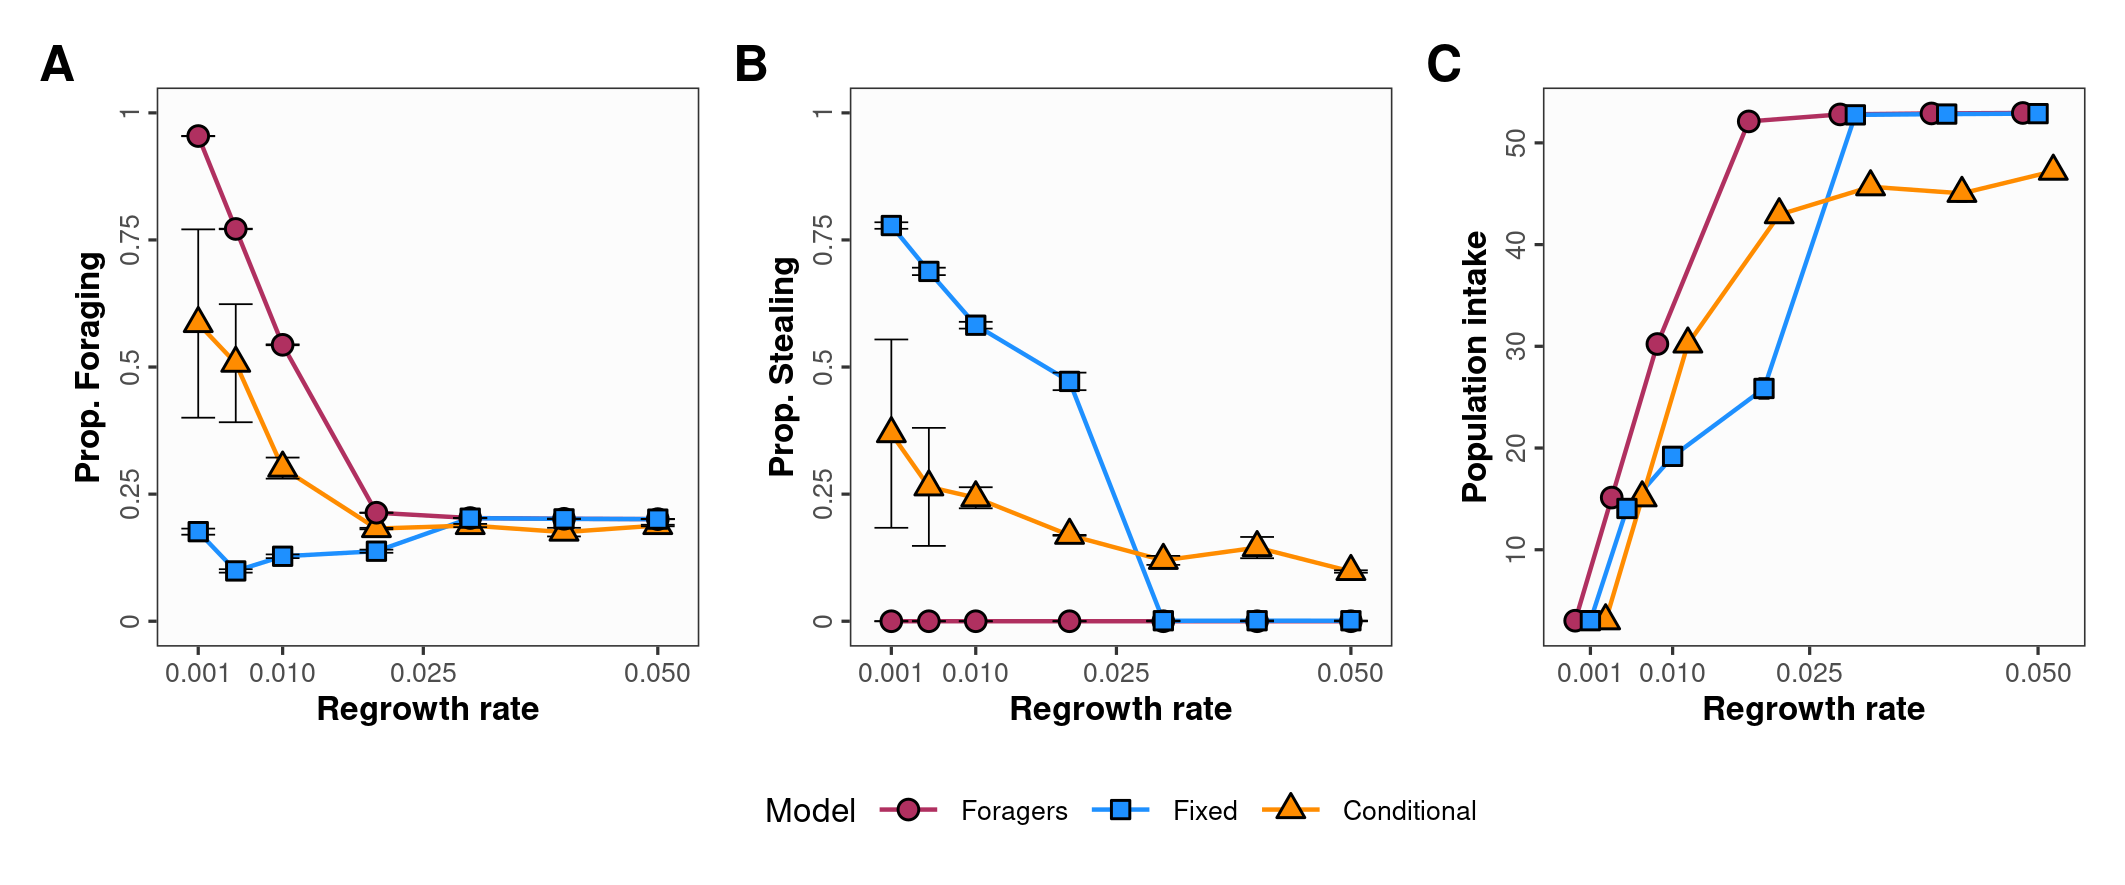 A
B
C
Prop. Foraging
1
0.75
0.5
0.25
0
0.001 0.010 0.025 0.050
Regrowth rate
Prop. Stealing
1
0.75
0.5
0.25
0
0.001 0.010 0.025 0.050
Regrowth rate
Population intake
50
40
30
20
10
0.001 0.010 0.025 0.050
Regrowth rate
Model Foragers Fixed Conditional